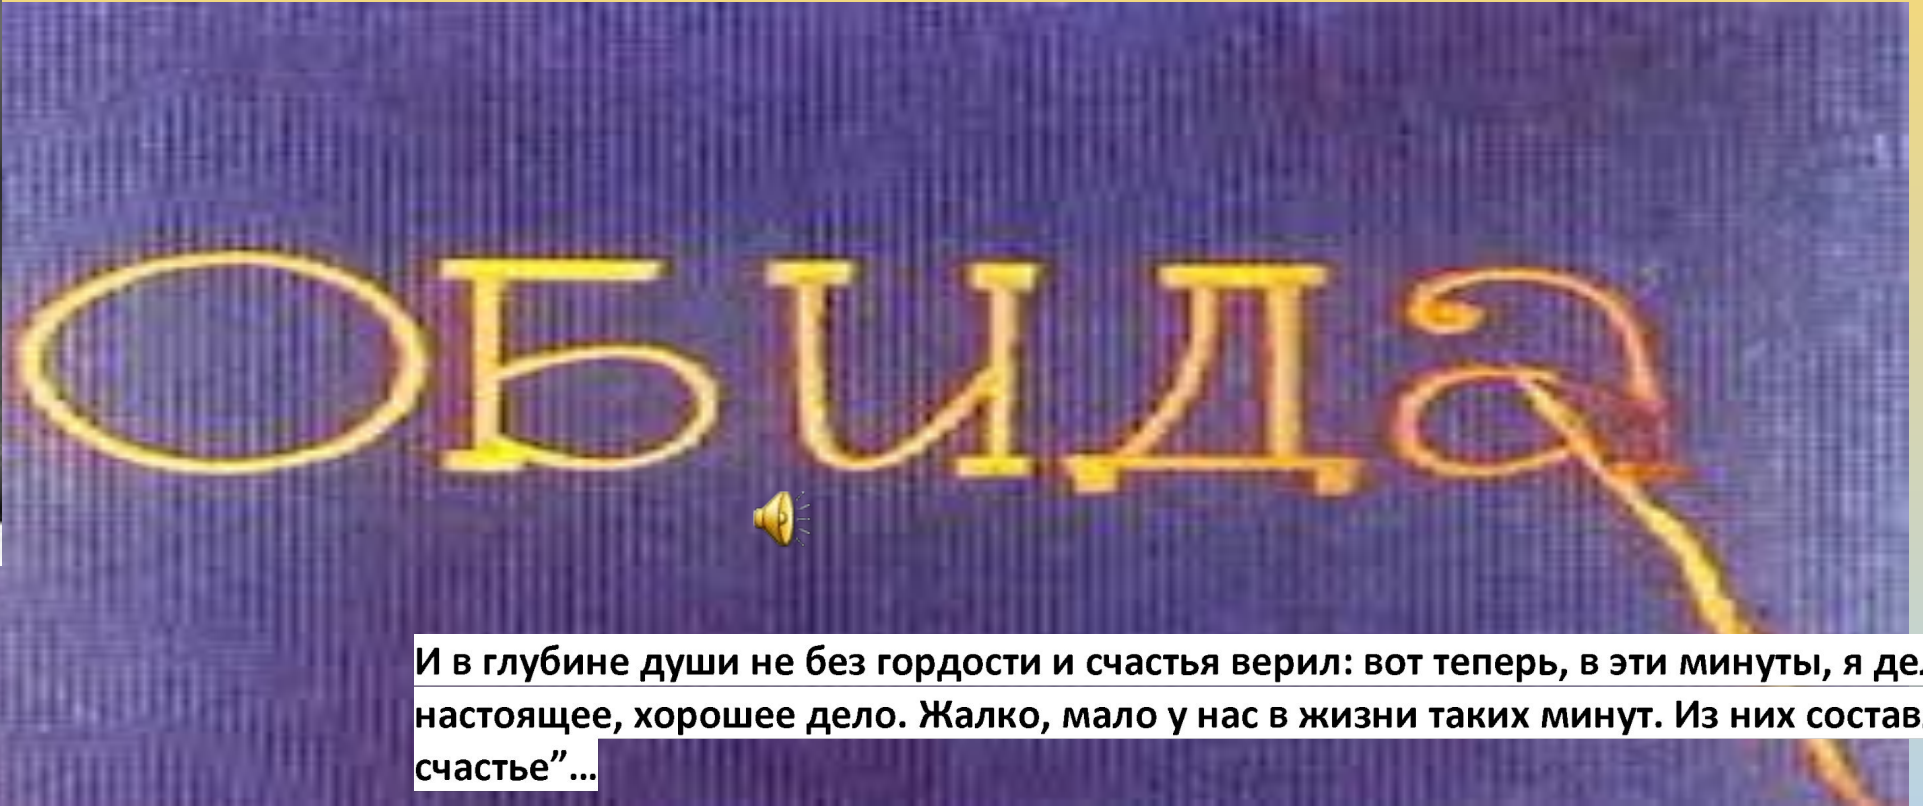 Обида
И в глубине души не без гордости и счастья верил: вот теперь, в эти минуты, я
настоящее, хорошее дело. Жалко, мало у нас в жизни таких минут. Из них
счастье”...